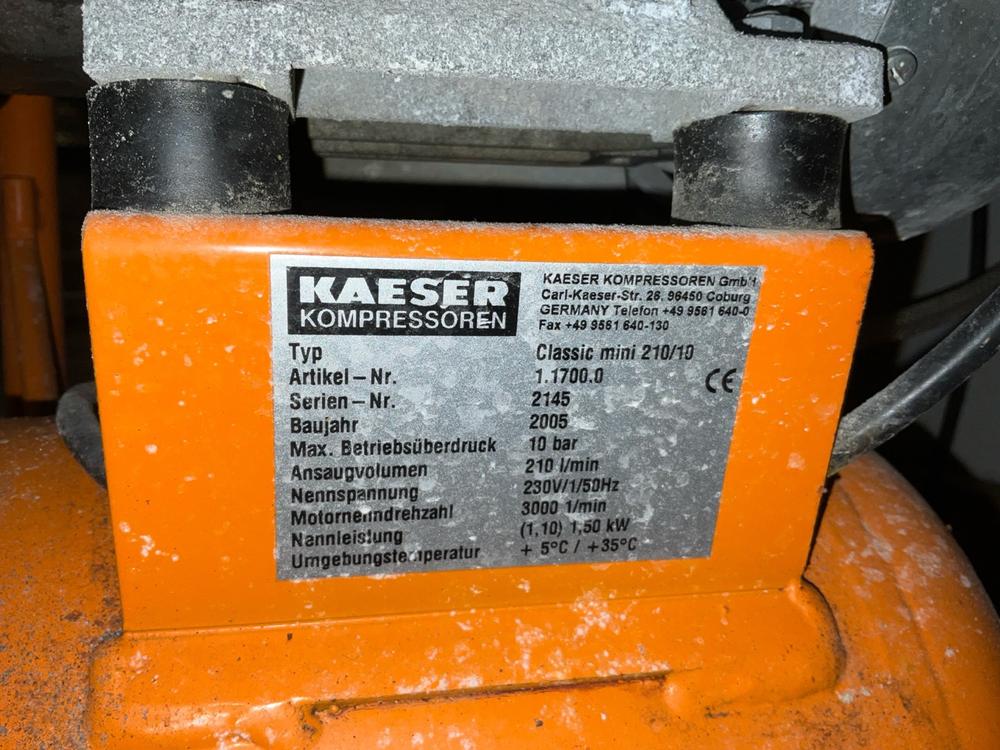 KAESER
KOMPRESSOREN
KAESER KOMPRESSOREN GmbH
Carl-Kaeser-Str. 26, 96450 Coburg
GERMANY Telefon +49 9561 640-0
Fax +49 9561 640-130
Typ Classic mini 210/10
Artikel-Nr. 1.1700.0
CE
Serien-Nr. 2145
Baujahr 2005
Max. Betriebsüberdruck 10 bar
Ansaugvolumen 210 l/min
Nennspannung 230V/1/50Hz
Motornenndrehzahl 3000 1/min
Nannleistung (1,10) 1,50 kW
Umgebungstemperatur + 5°C / +35°C